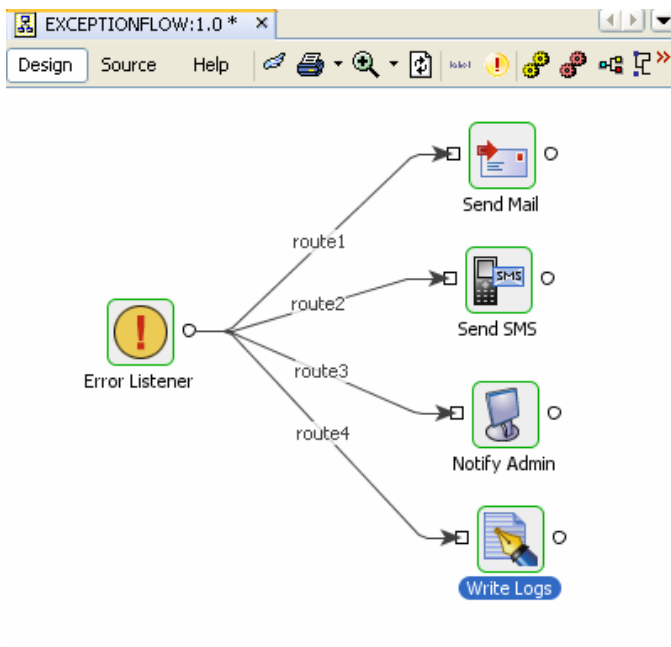 EXCEPTIONFLOW:1.0 *
Design Source Help
Send Mail
route1
SMS
route2
Send SMS
Error Listener
route3
route4
Notify Admin
Write Logs